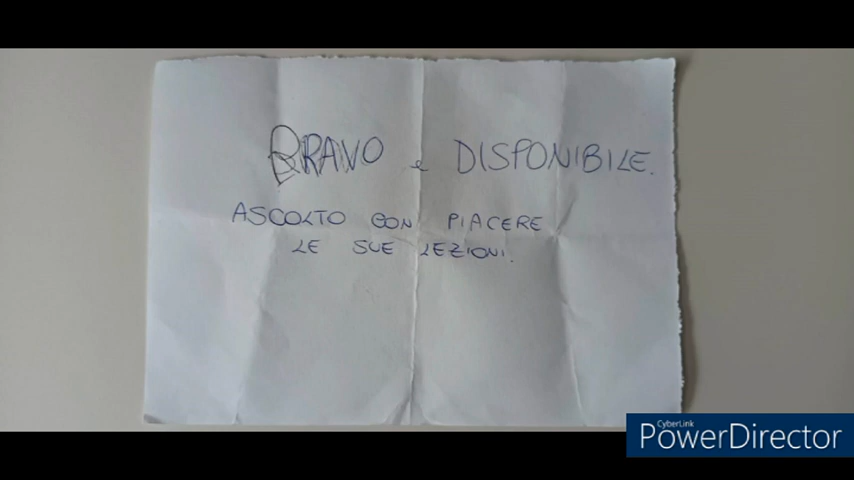 BRAVO e DISPONIBILE.
ASCOLTO CON PIACERE
LE SUE LEZIONI.
CyberLink
PowerDirector